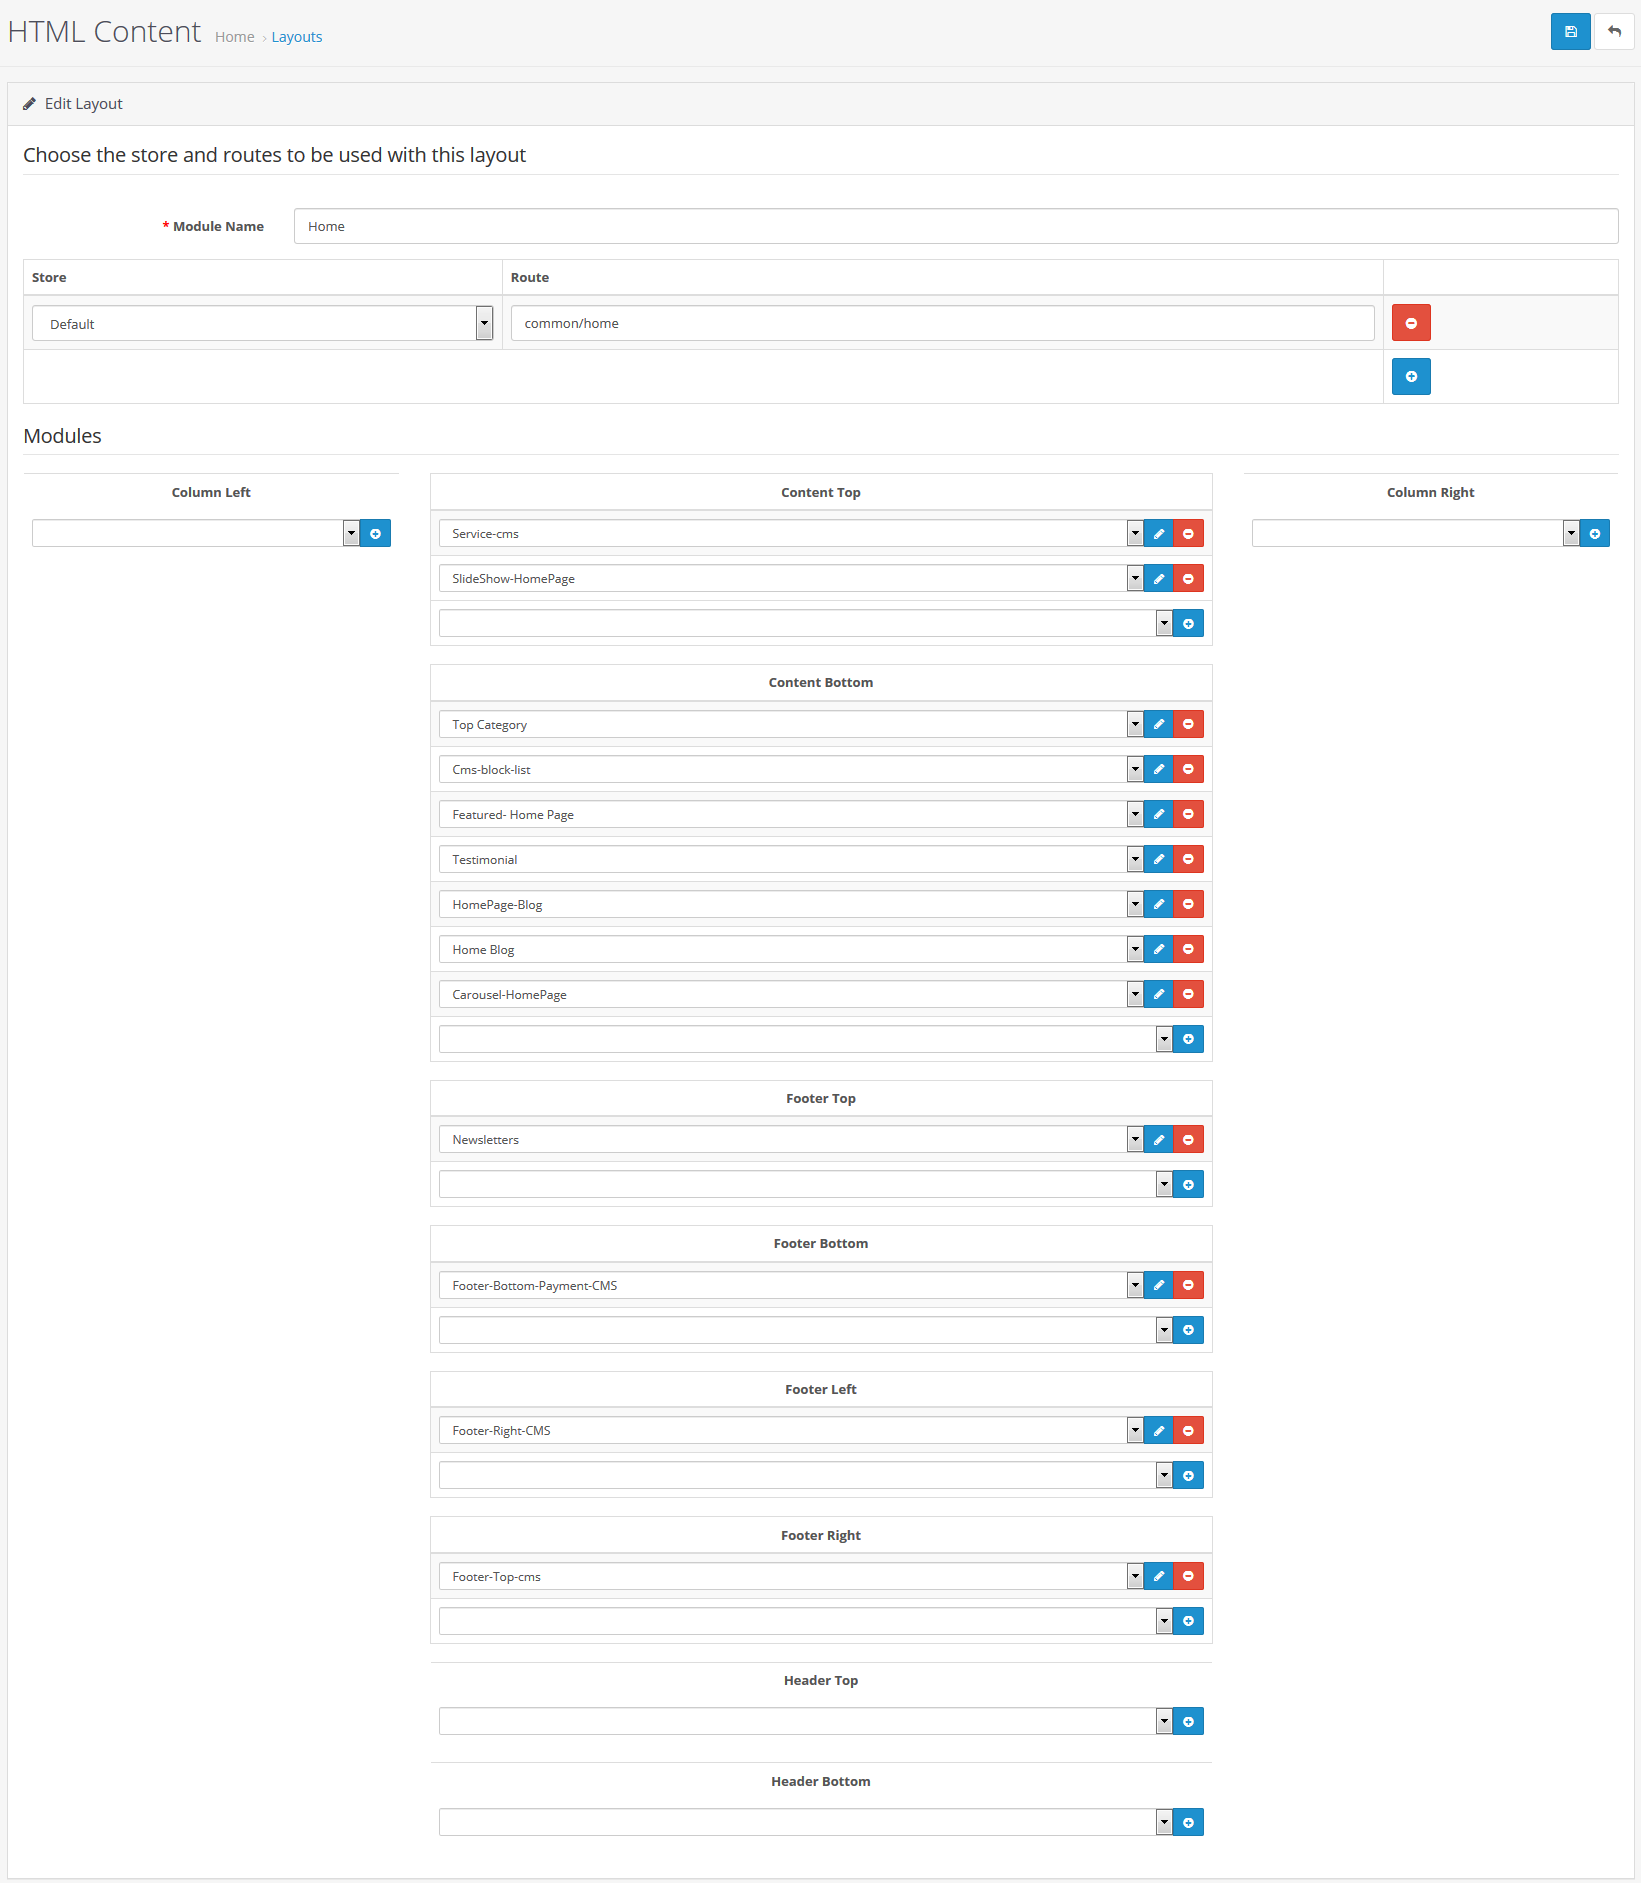 HTML Content Home › Layouts
Edit Layout
Choose the store and routes to be used with this layout
* Module Name Home
Store Route
Default common/home
Modules
Column Left
Content Top
Service-cms
SlideShow-HomePage
Column Right
Content Bottom
Top Category
Cms-block-list
Featured- Home Page
Testimonial
HomePage-Blog
Home Blog
Carousel-HomePage
Footer Top
Newsletters
Footer Bottom
Footer-Bottom-Payment-CMS
Footer Left
Footer-Right-CMS
Footer Right
Footer-Top-cms
Header Top
Header Bottom